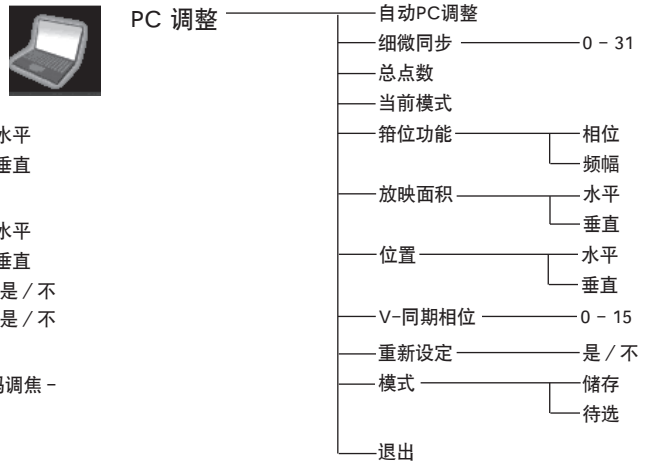 PC 调整
自动PC调整
细微同步 0 – 31
总点数
当前模式
箝位功能 相位
频幅
放映面积 水平
垂直
位置 水平
垂直
V-同期相位 0 – 15
重新设定 是 / 不
模式 储存
待选
退出
水平
垂直
水平
垂直
是 / 不
是 / 不
调焦 –